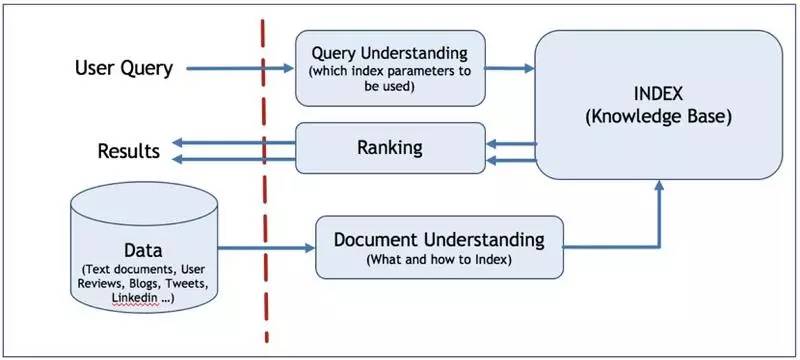 User Query
Query Understanding
(which index parameters to
be used)
INDEX
(Knowledge Base)
Results
Ranking
Data
(Text documents, User
Reviews, Blogs, Tweets,
Linkedin ...)
Document Understanding
(What and how to Index)